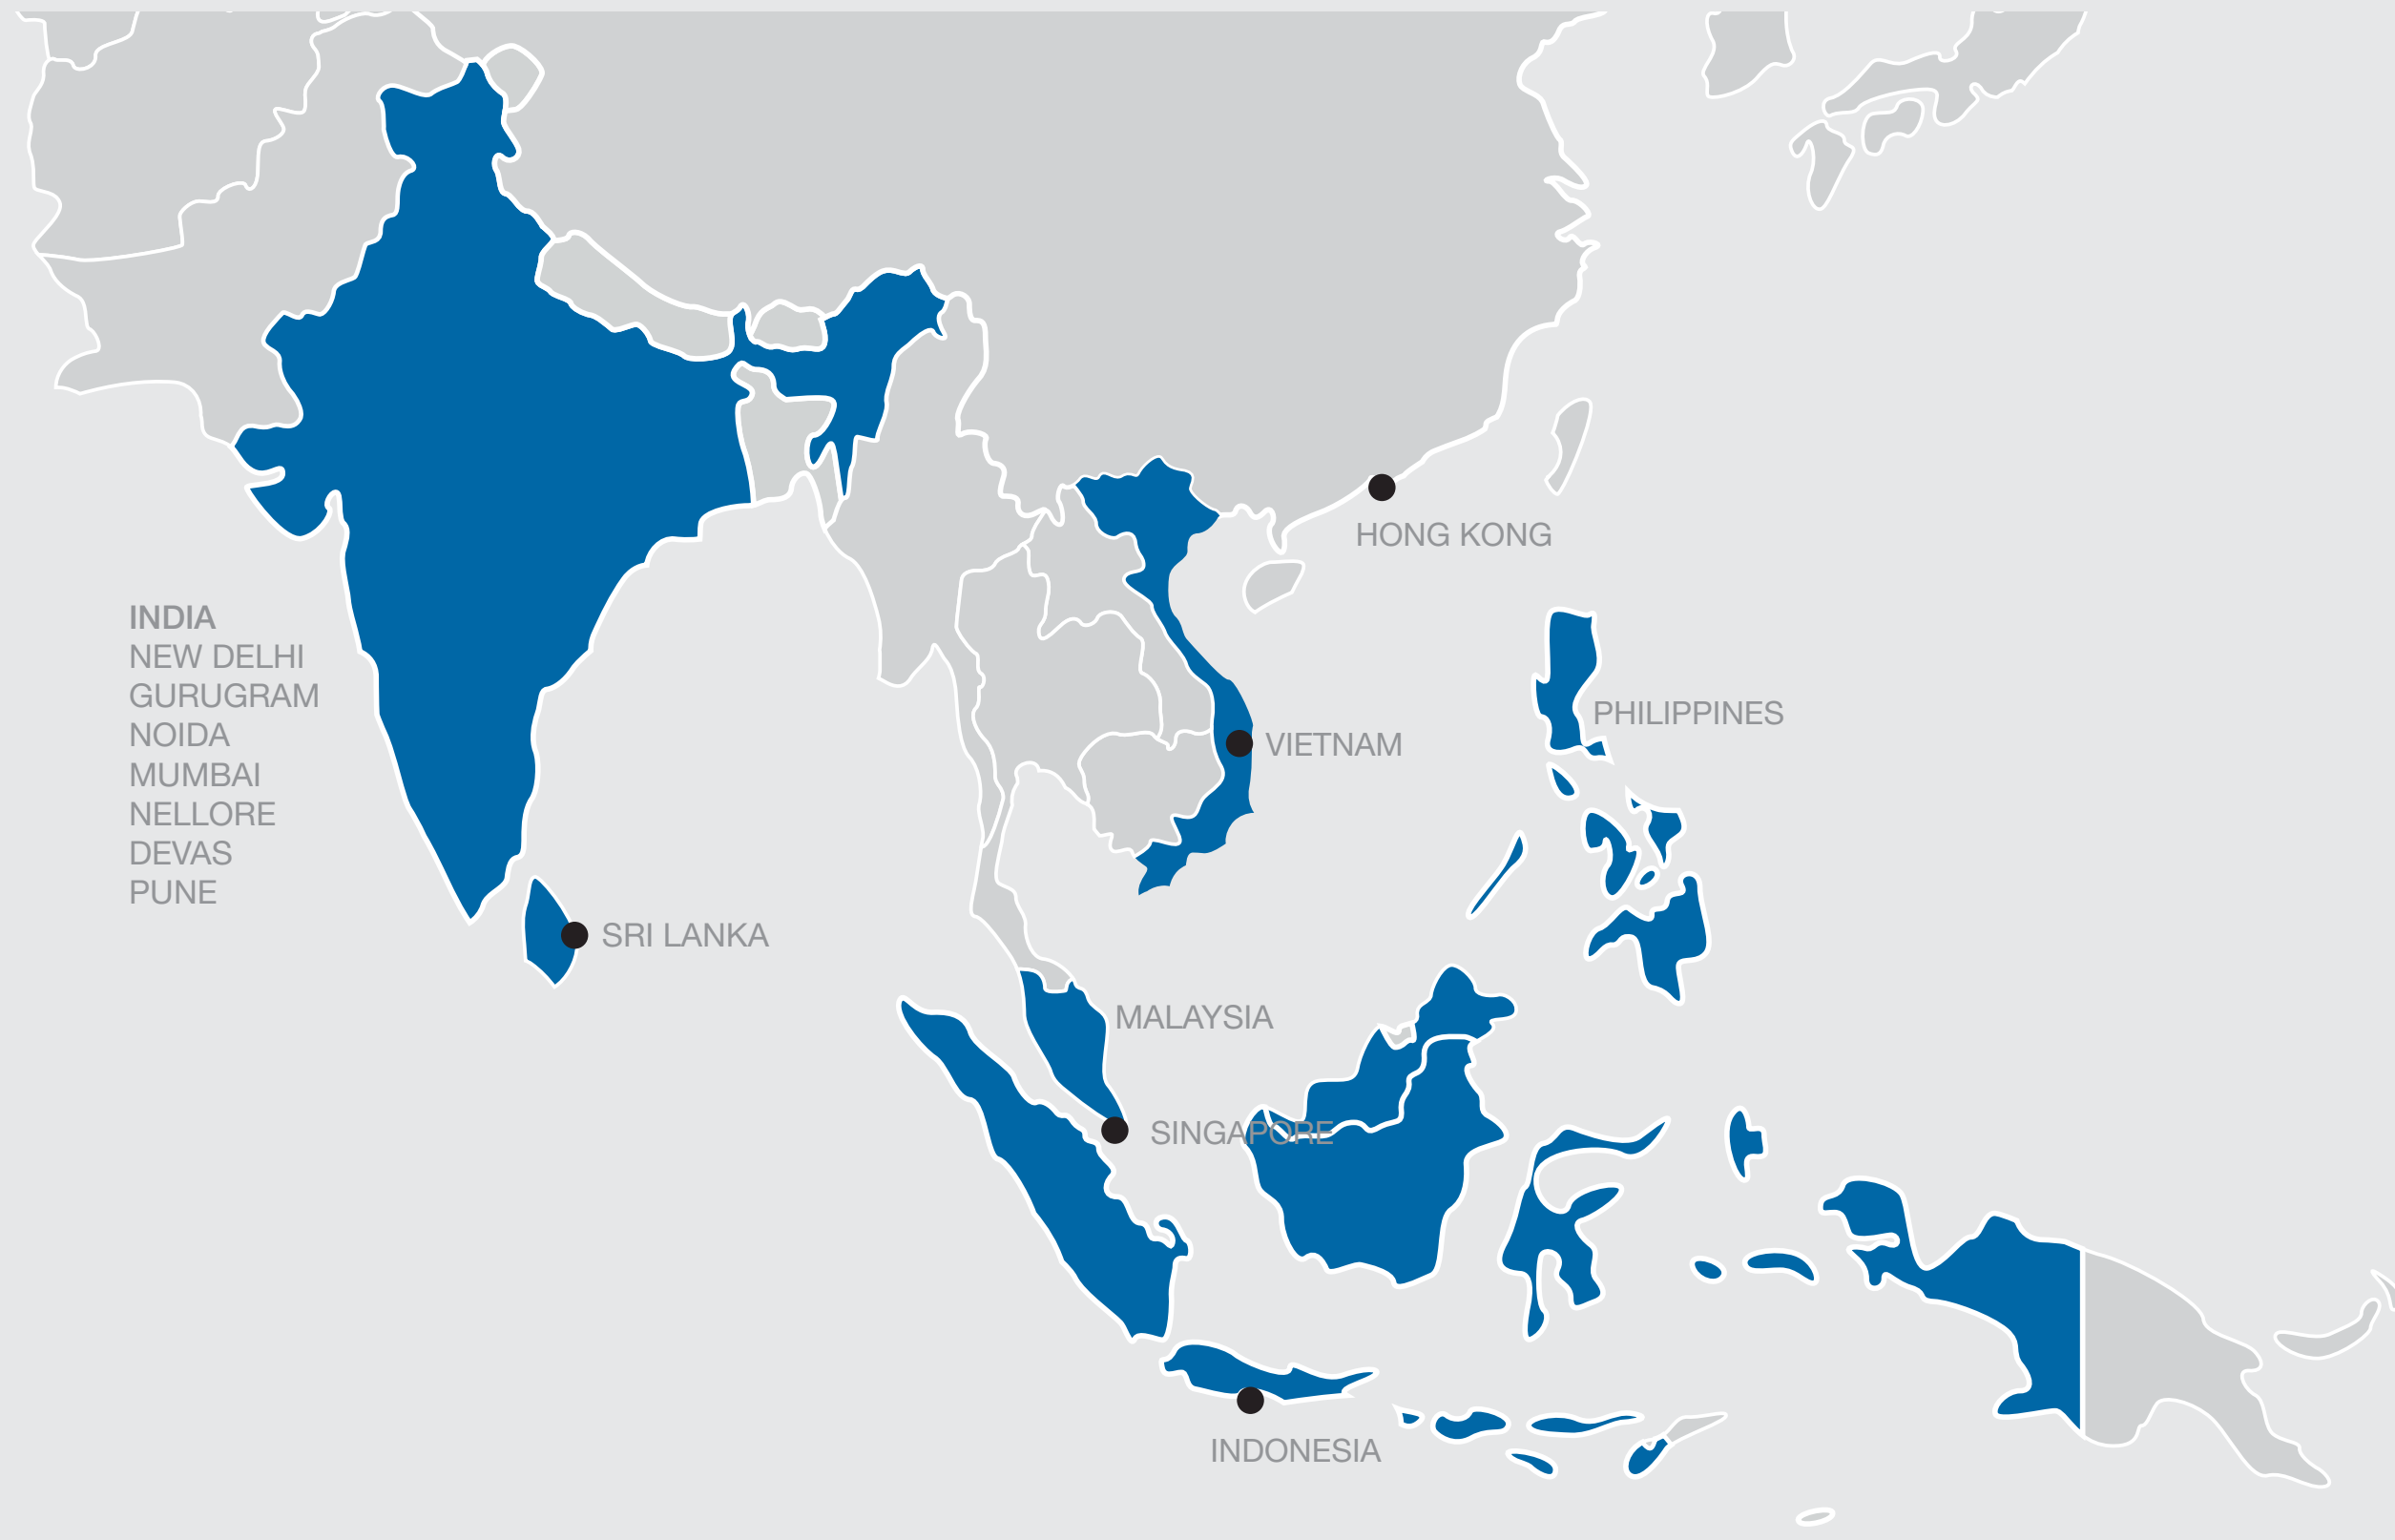 HONG KONG
INDIA
NEW DELHI
GURUGRAM
NOIDA
MUMBAI
NELLORE
DEVAS
PUNE
PHILIPPINES
VIETNAM
SRI LANKA
MALAYSIA
SINGAPORE
INDONESIA